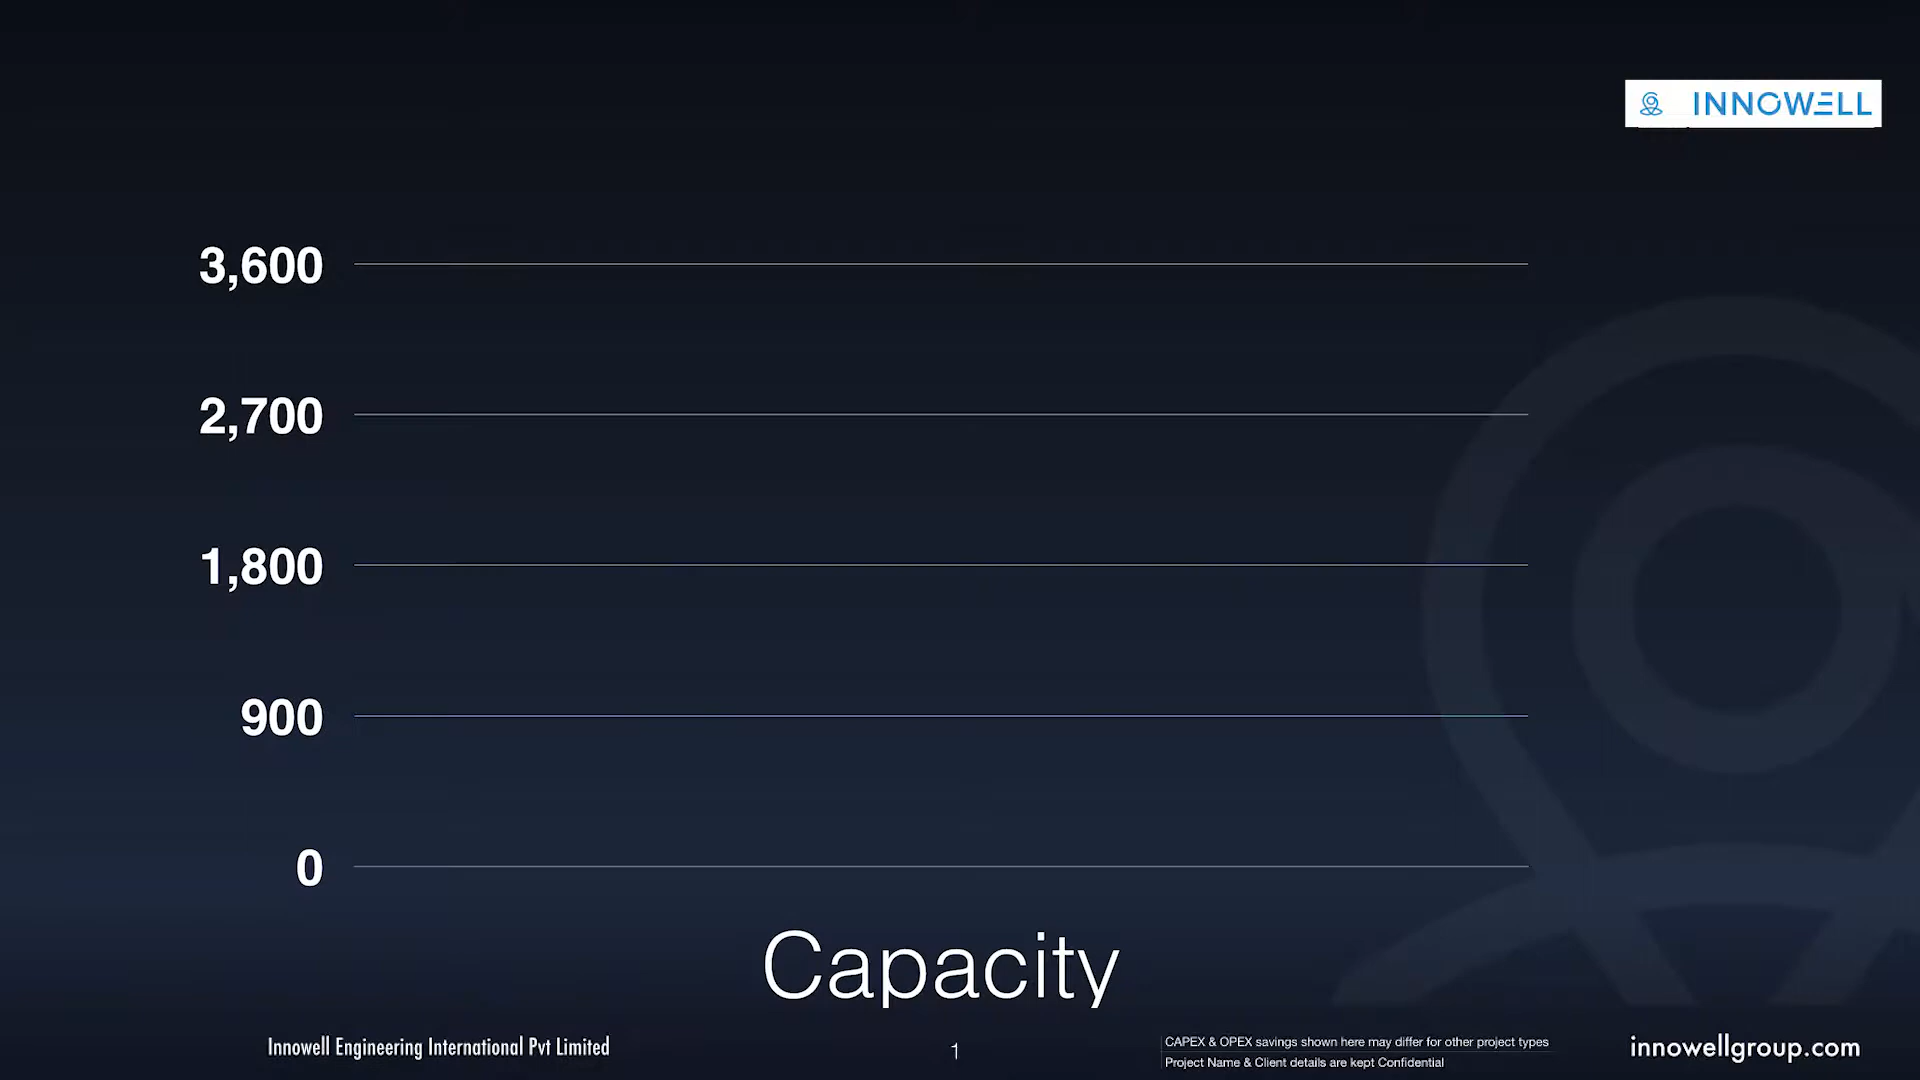 INNOWELL
3,600
2,700
1,800
900
0
Capacity
Innowell Engineering International Pvt Limited
1
CAPEX & OPEX savings shown here may differ for other project types
Project Name & Client details are kept Confidential
innowellgroup.com